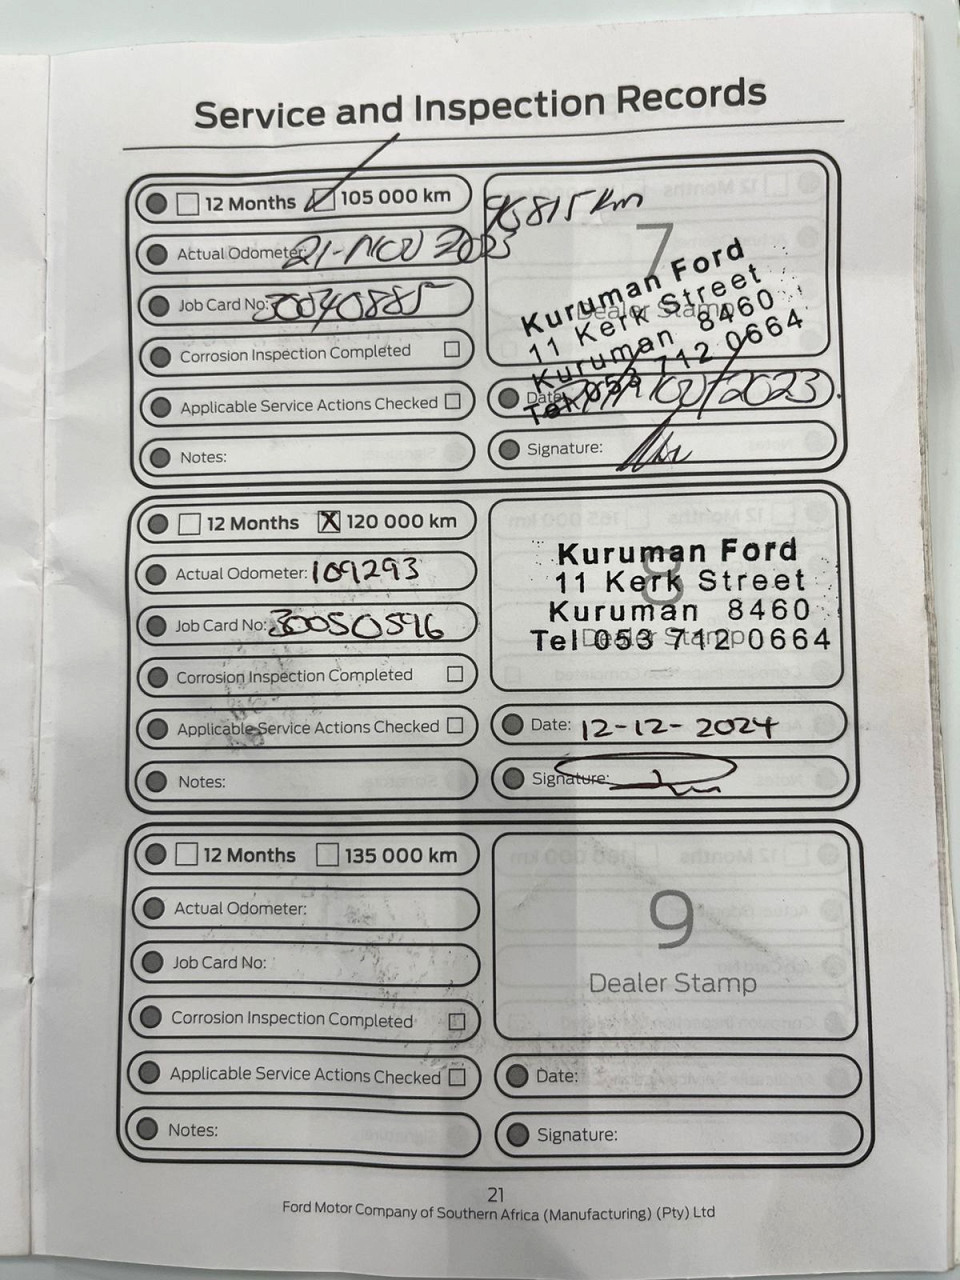 Service and Inspection Records
12 Months 105 000 km
Actual Odometer: 21-NOV 2023
Job Card No: 30040885
Corrosion Inspection Completed
Applicable Service Actions Checked
Notes:
815 km
7
Dealer Stamp
Kuruman Ford
11 Kerk Street
Kuruman 8460
Tel 053 712 0664
Date: 2023
Signature:
12 Months X 120 000 km
Actual Odometer: 109293
Job Card No: 30050596
Corrosion Inspection Completed
Applicable Service Actions Checked
Notes:
8
Dealer Stamp
Kuruman Ford
11 Kerk Street
Kuruman 8460
Tel 053 712 0664
Date: 12-12-2024
Signature:
12 Months 135 000 km
Actual Odometer:
Job Card No:
Corrosion Inspection Completed
Applicable Service Actions Checked
Notes:
9
Dealer Stamp
Date:
Signature:
21
Ford Motor Company of Southern Africa (Manufacturing) (Pty) Ltd